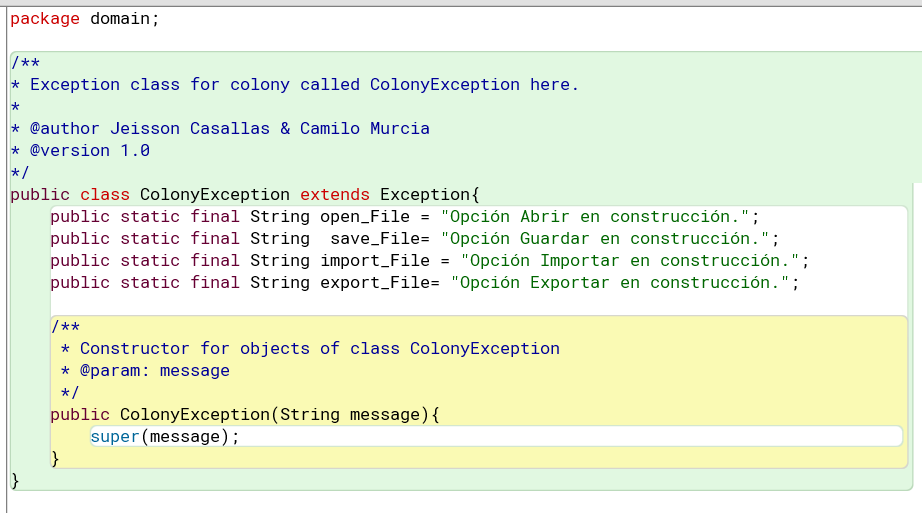 package domain;
/**
* Exception class for colony called ColonyException here.
*
* @author Jeisson Casallas & Camilo Murcia
* @version 1.0
*/
public class ColonyException extends Exception{
    public static final String open_File = "Opción Abrir en construcción.";
    public static final String  save_File= "Opción Guardar en construcción.";
    public static final String import_File = "Opción Importar en construcción.";
    public static final String export_File= "Opción Exportar en construcción.";
    /**
     * Constructor for objects of class ColonyException
     * @param: message
     */
    public ColonyException(String message){
        super(message);
    }
}